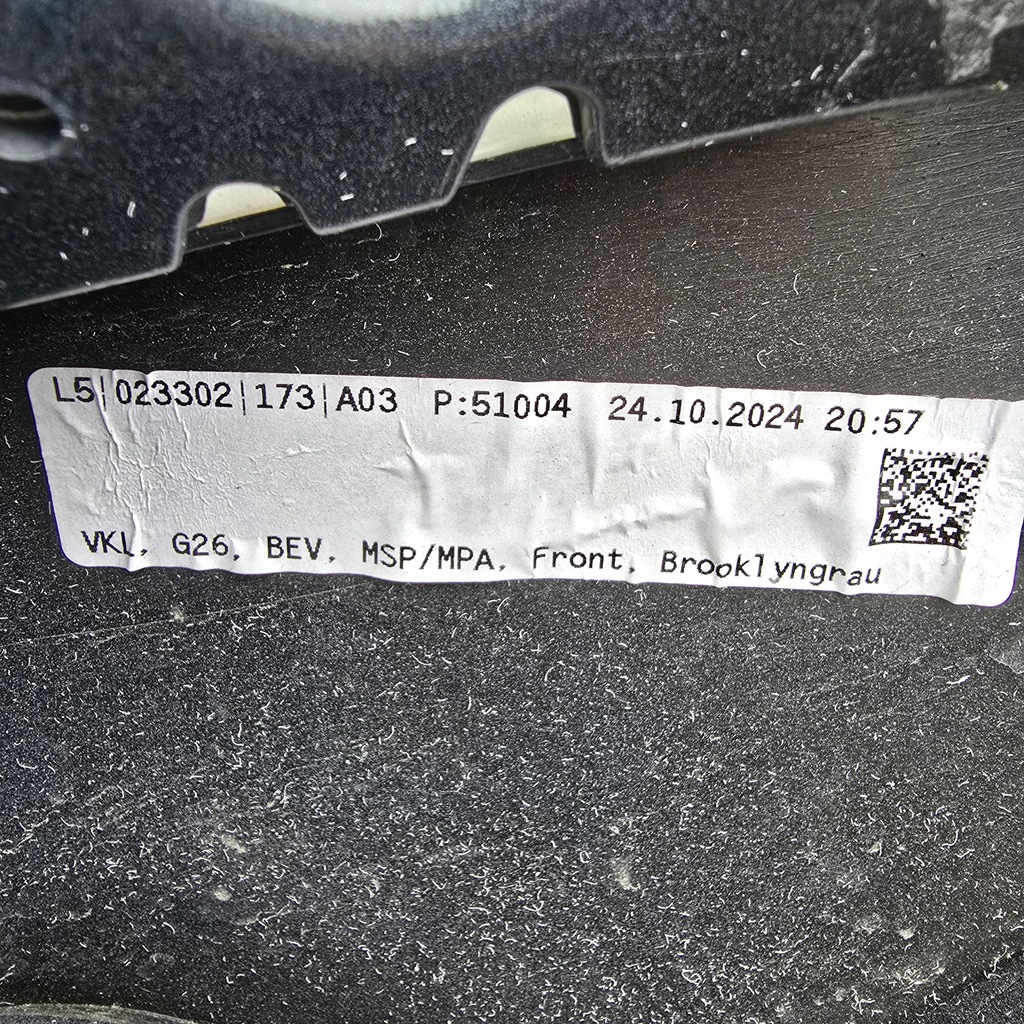 L5|023302|173|A03 P:51004 24.10.2024 20:57
VKL, G26, BEV, MSP/MPA, Front, Brooklyngrau